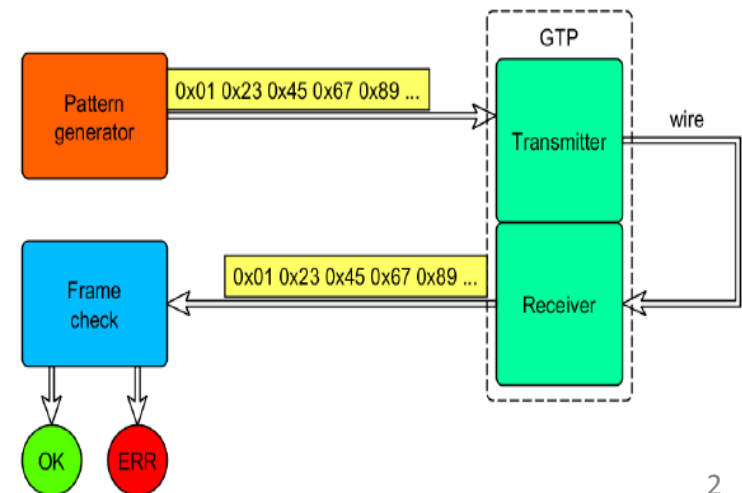 GTP
Pattern
generator
0x01 0x23 0x45 0x67 0x89 ...
Transmitter
wire
Frame
check
0x01 0x23 0x45 0x67 0x89 ...
Receiver
OK
ERR
2